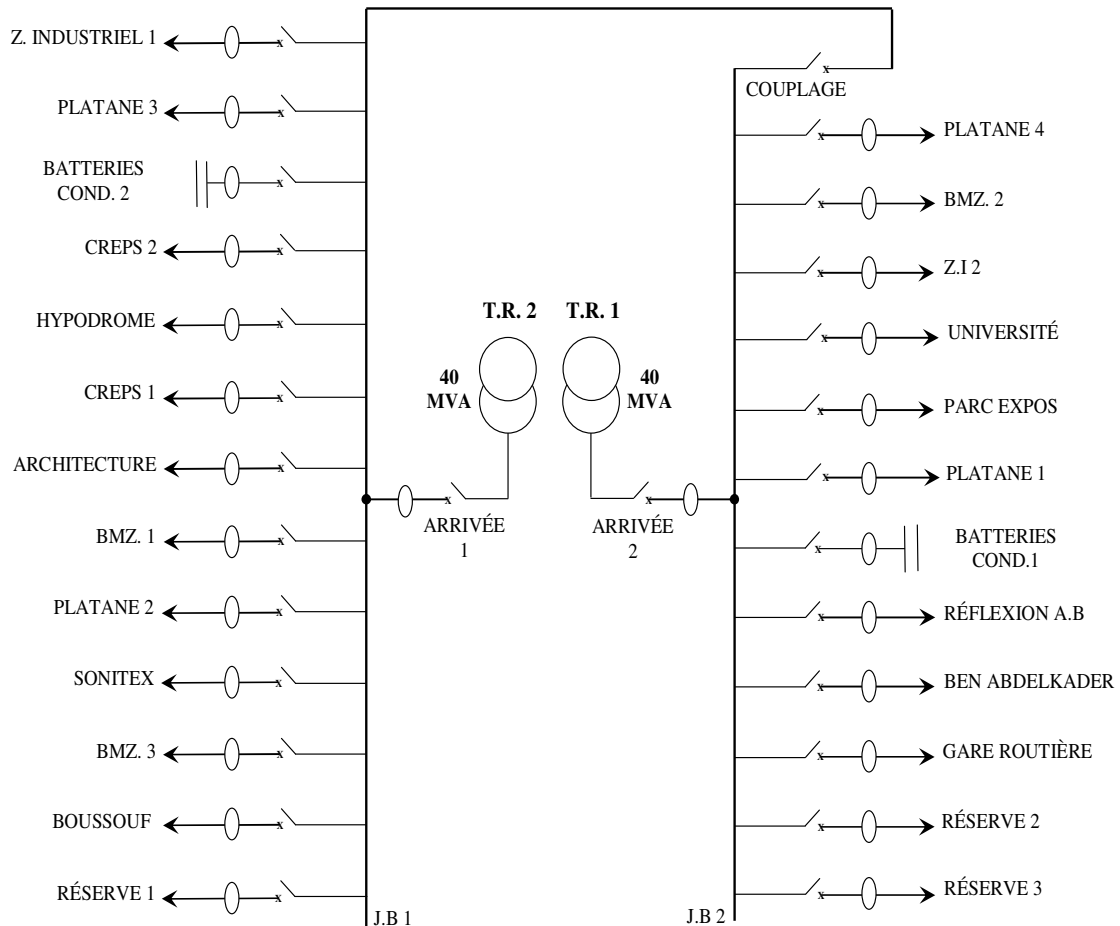 Z. INDUSTRIEL 1
PLATANE 3
BATTERIES
COND. 2
CREPS 2
HYPODROME
CREPS 1
ARCHITECTURE
BMZ. 1
PLATANE 2
SONITEX
BMZ. 3
BOUSSOUF
RÉSERVE 1
J.B 1
T.R. 2
40
MVA
ARRIVÉE
1
T.R. 1
40
MVA
ARRIVÉE
2
J.B 2
COUPLAGE
PLATANE 4
BMZ. 2
Z.I 2
UNIVERSITÉ
PARC EXPOS
PLATANE 1
BATTERIES
COND.1
RÉFLEXION A.B
BEN ABDELKADER
GARE ROUTIÈRE
RÉSERVE 2
RÉSERVE 3